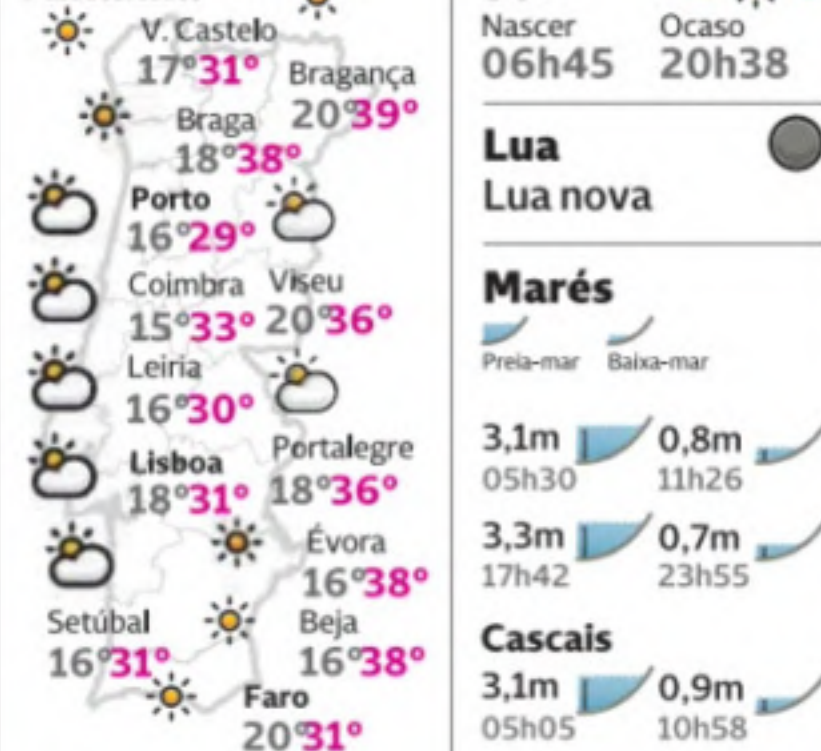 V. Castelo
17° 31°
Bragança
20° 39°
Braga
18° 38°
Porto
16° 29°
Coimbra
15° 33°
Viseu
20° 36°
Leiria
16° 30°
Lisboa
18° 31°
Portalegre
18° 36°
Évora
16° 38°
Setúbal
16° 31°
Beja
16° 38°
Faro
20° 31°
Nascer
06h45
Ocaso
20h38
Lua
Lua nova
Marés
Preia-mar
Baixa-mar
3,1m
05h30
0,8m
11h26
3,3m
17h42
0,7m
23h55
Cascais
3,1m
05h05
0,9m
10h58